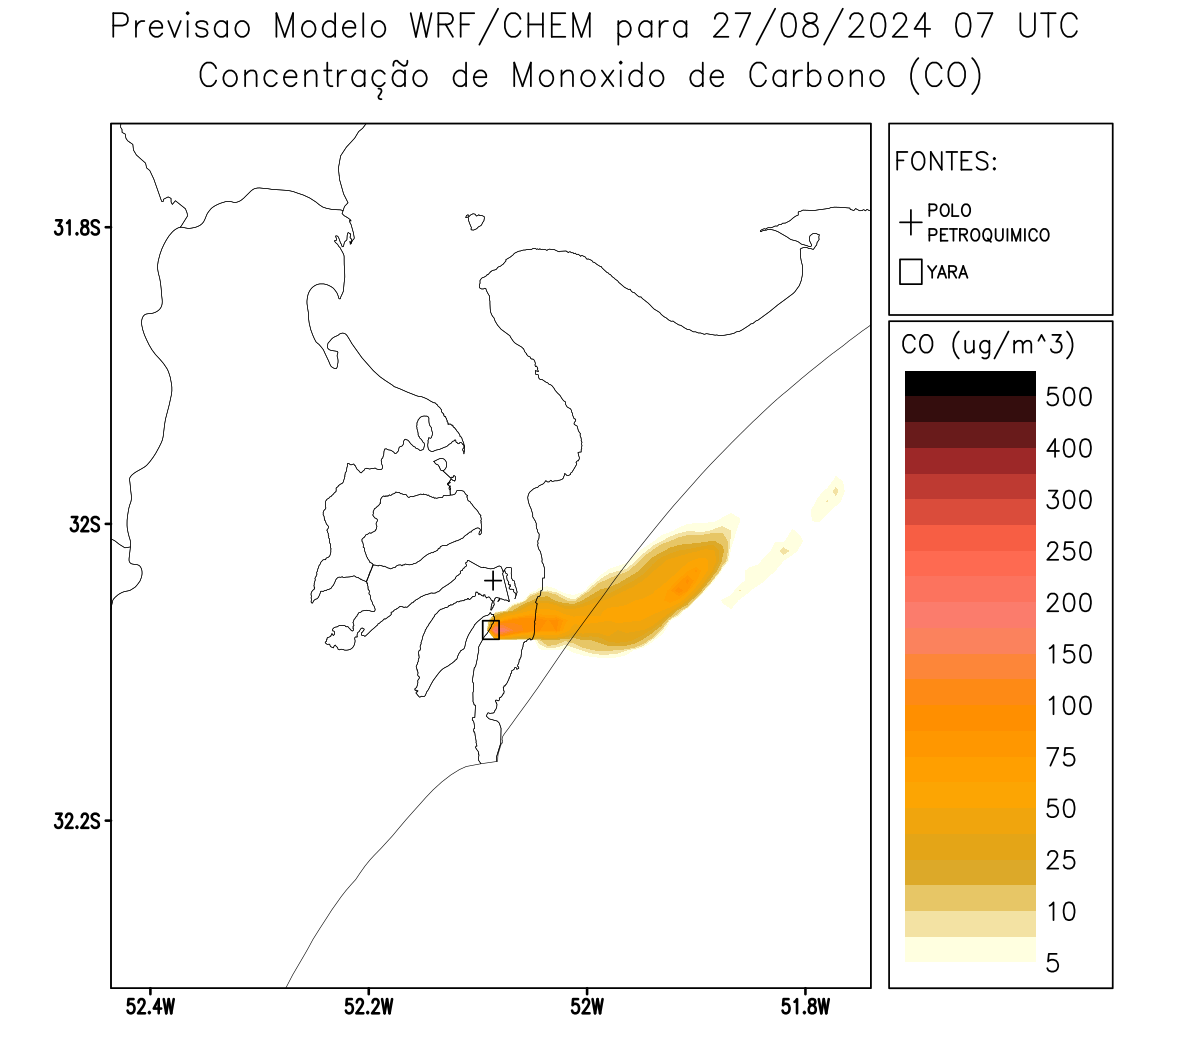 Previsao Modelo WRF/CHEM para 27/08/2024 07 UTC
Concentração de Monoxido de Carbono (CO)
FONTES:
POLO
PETROQUIMICO
YARA
CO (ug/m^3)
500
400
300
250
200
150
100
75
50
25
10
5
31.8S
32S
32.2S
52.4W
52.2W
52W
51.8W